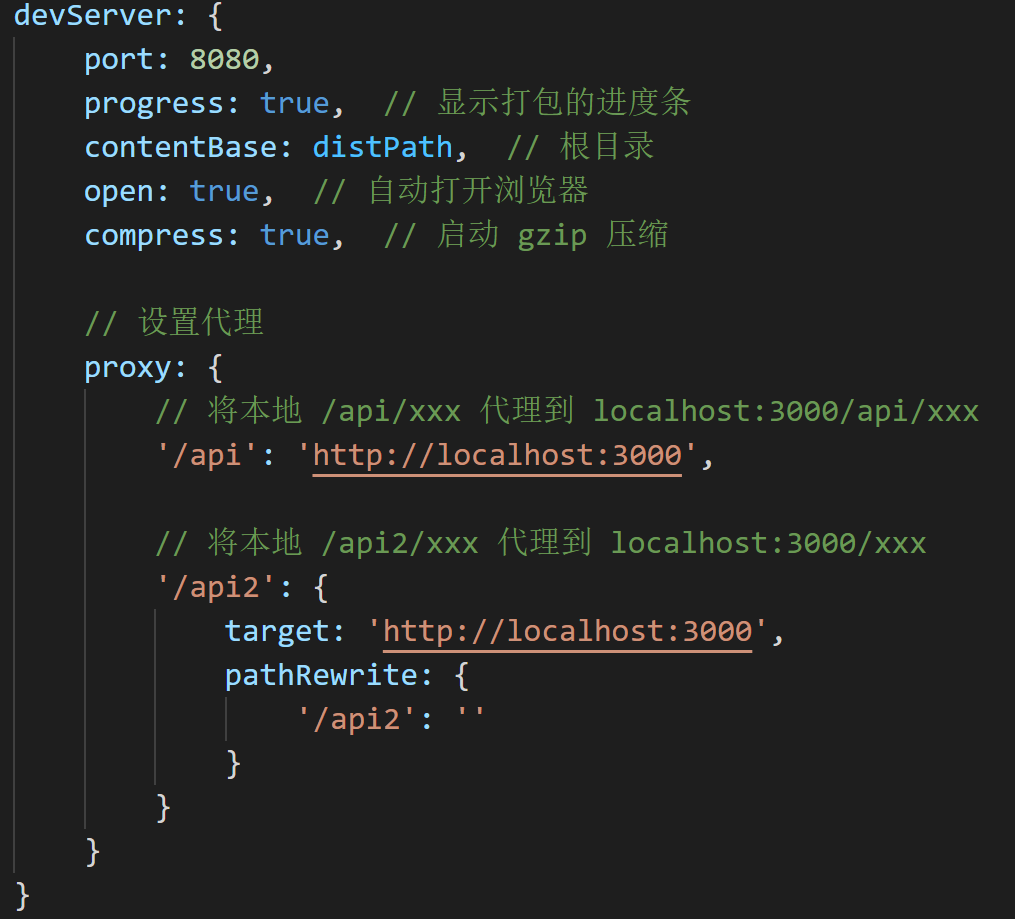 devServer: {
port: 8080,
progress: true,  // 显示打包的进度条
contentBase: distPath,  // 根目录
open: true,  // 自动打开浏览器
compress: true,  // 启动 gzip 压缩
// 设置代理
proxy: {
// 将本地 /api/xxx 代理到 localhost:3000/api/xxx
'/api': 'http://localhost:3000',
// 将本地 /api2/xxx 代理到 localhost:3000/xxx
'/api2': {
target: 'http://localhost:3000',
pathRewrite: {
'/api2': ''
}
}
}
}